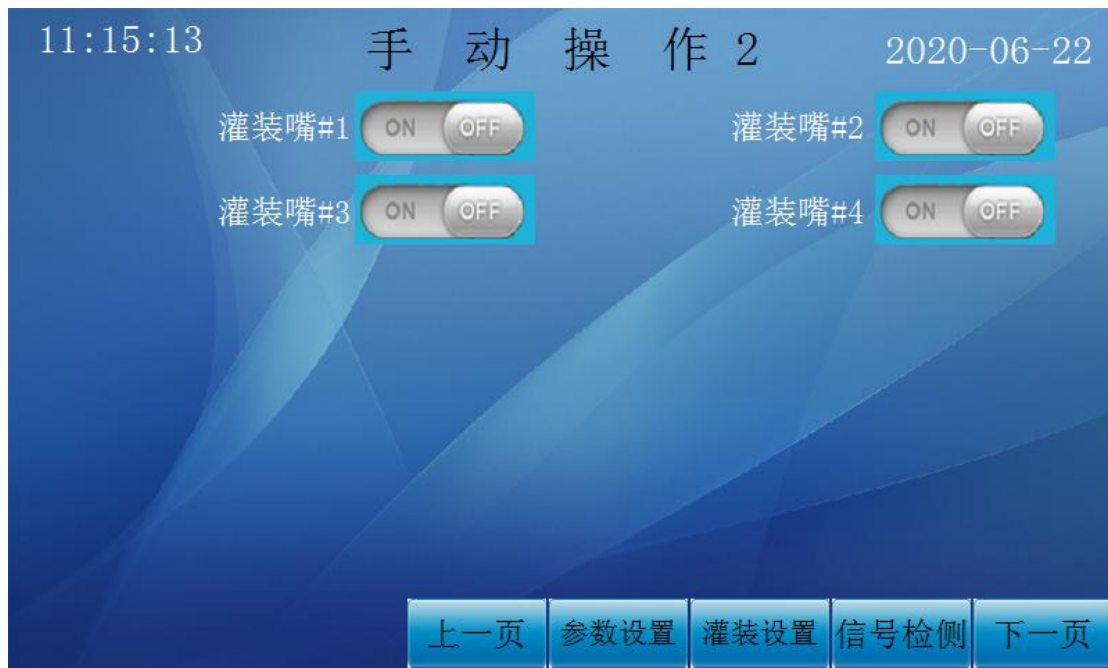 11:15:13 手 动 操 作 2 2020-06-22
灌装嘴#1 ON OFF 灌装嘴#2 ON OFF
灌装嘴#3 ON OFF 灌装嘴#4 ON OFF
上一页 参数设置 灌装设置 信号检侧 下一页